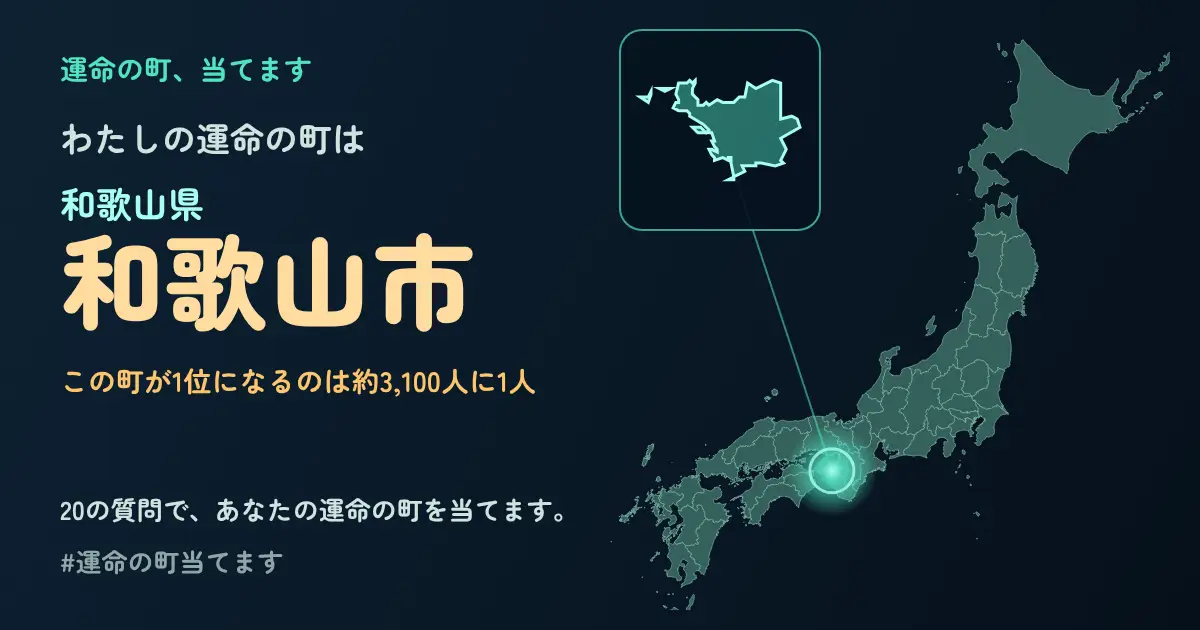 運命の町、当てます
わたしの運命の町は
和歌山県
和歌山市
この町が1位になるのは約3,100人に1人
20の質問で、あなたの運命の町を当てます。
#運命の町当てます